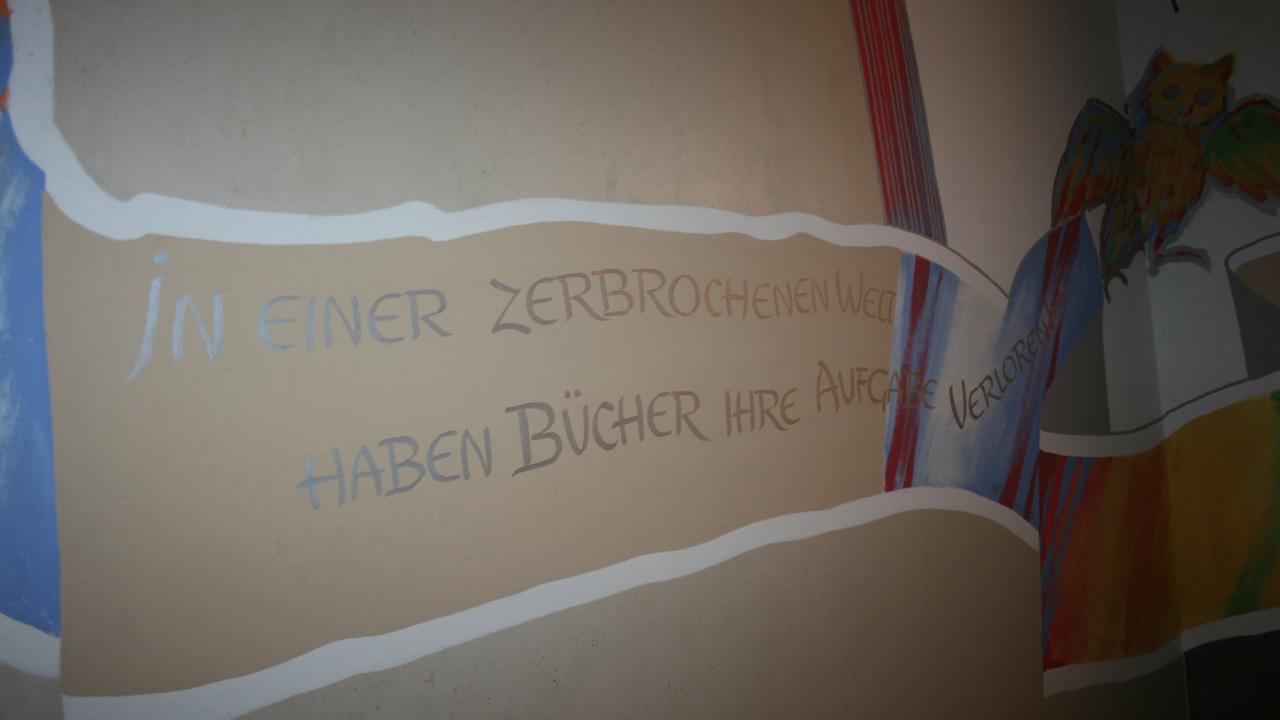 IN EINER ZERBROCHENEN WELT
HABEN BÜCHER IHRE AUFGABE VERLOREN!